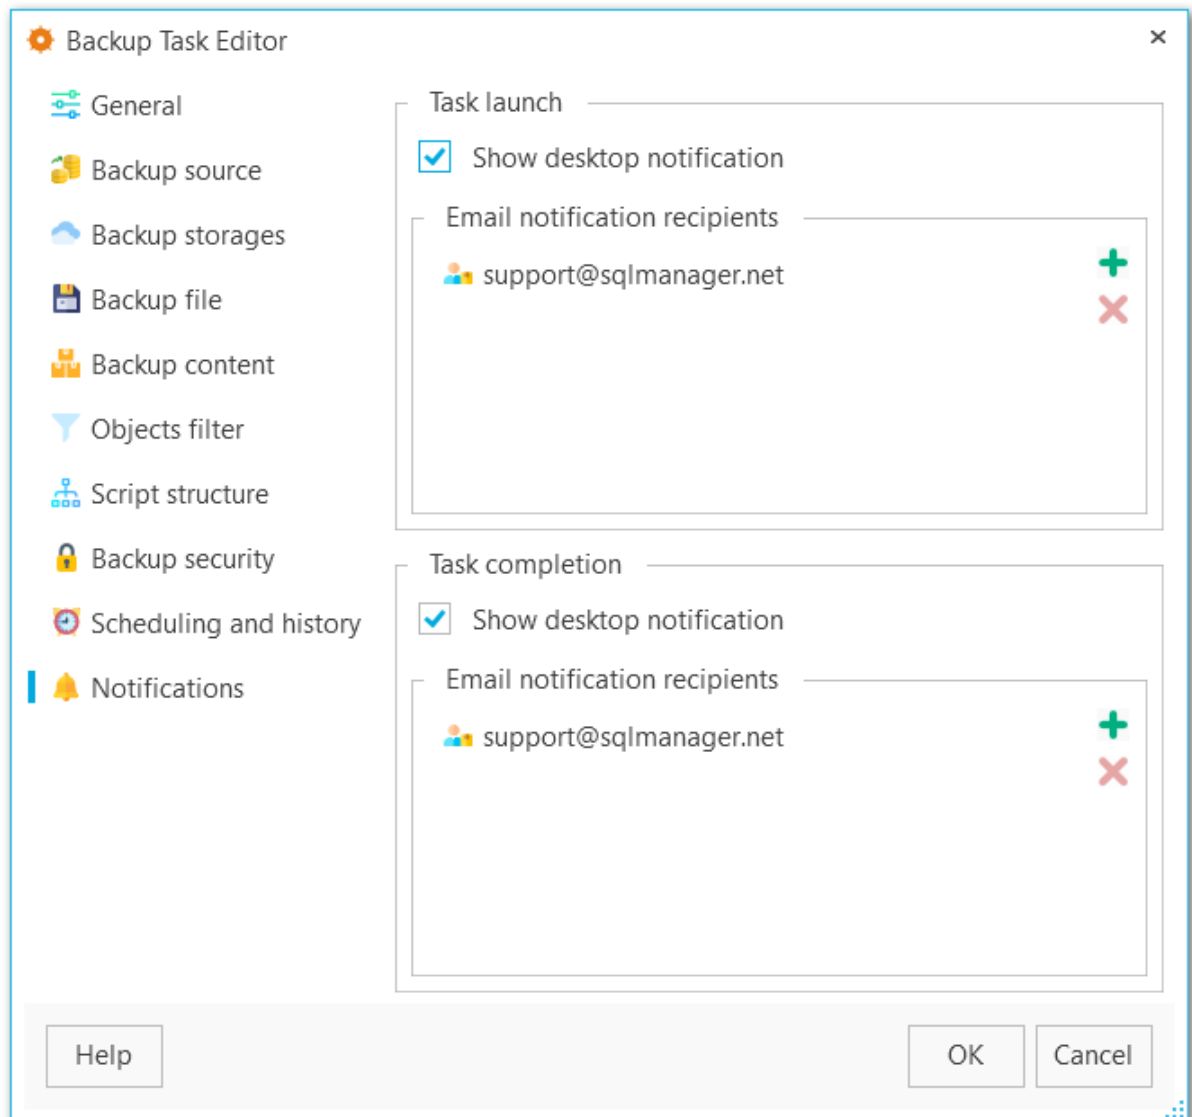 Backup Task Editor
General
Backup source
Backup storages
Backup file
Backup content
Objects filter
Script structure
Backup security
Scheduling and history
Notifications
Task launch
Show desktop notification
Email notification recipients
support@sqlmanager.net
Task completion
Show desktop notification
Email notification recipients
support@sqlmanager.net
Help
OK
Cancel